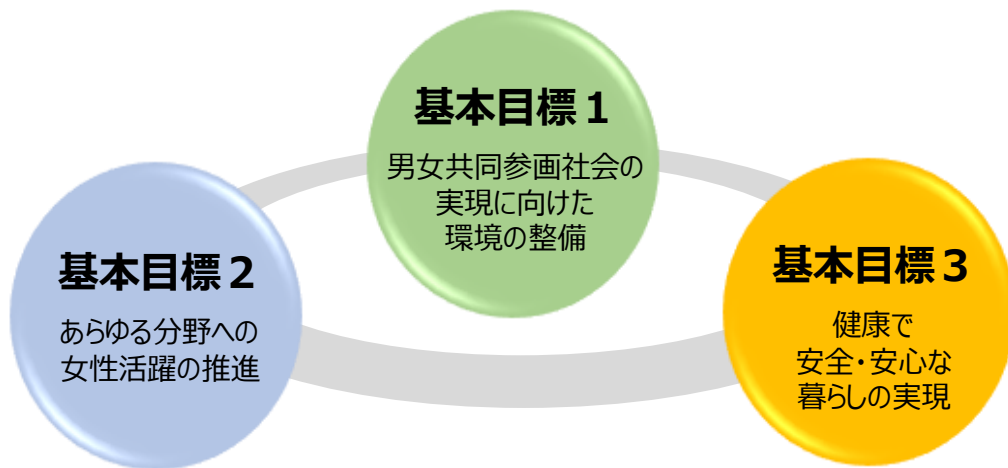 基本目標１
男女共同参画社会の
実現に向けた
環境の整備
基本目標２
あらゆる分野への
女性活躍の推進
基本目標３
健康で
安全・安心な
暮らしの実現